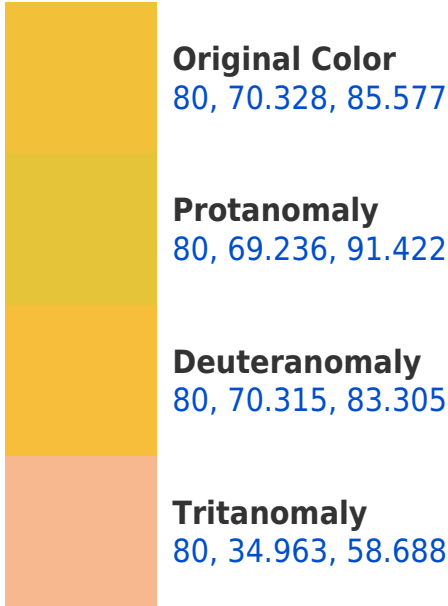 Original Color
80, 70.328, 85.577
Protanomaly
80, 69.236, 91.422
Deuteranomaly
80, 70.315, 83.305
Tritanomaly
80, 34.963, 58.688